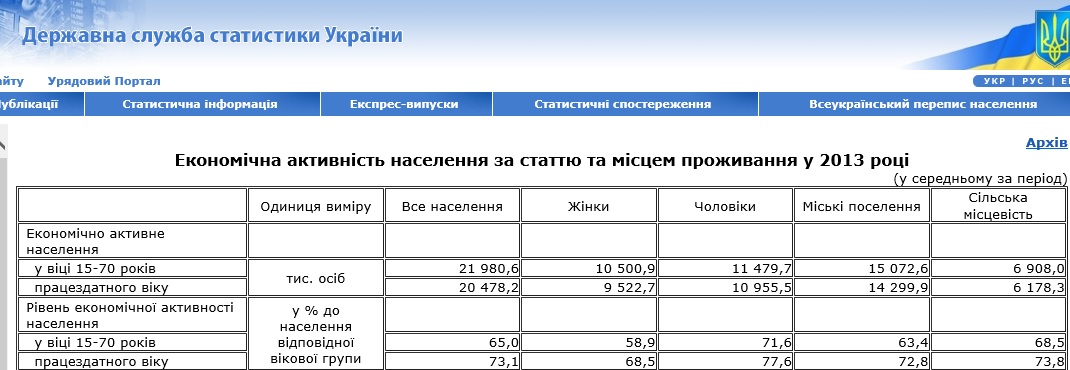 Державна служба статистики України
айту Урядовий Портал
УКР | РУС | Е
Публікації Статистична інформація Експрес-випуски Статистичні спостереження Всеукраїнський перепис населення
Архів
Економічна активність населення за статтю та місцем проживання у 2013 році
(у середньому за період)
Одиниця виміру Все населення Жінки Чоловіки Міські поселення Сільська місцевість
Економічно активне
населення
у віці 15-70 років тис. осіб 21 980,6 10 500,9 11 479,7 15 072,6 6 908,0
працездатного віку 20 478,2 9 522,7 10 955,5 14 299,9 6 178,3
Рівень економічної активності
населення
у % до
населення
відповідної
вікової групи
у віці 15-70 років 65,0 58,9 71,6 63,4 68,5
працездатного віку 73,1 68,5 77,6 72,8 73,8